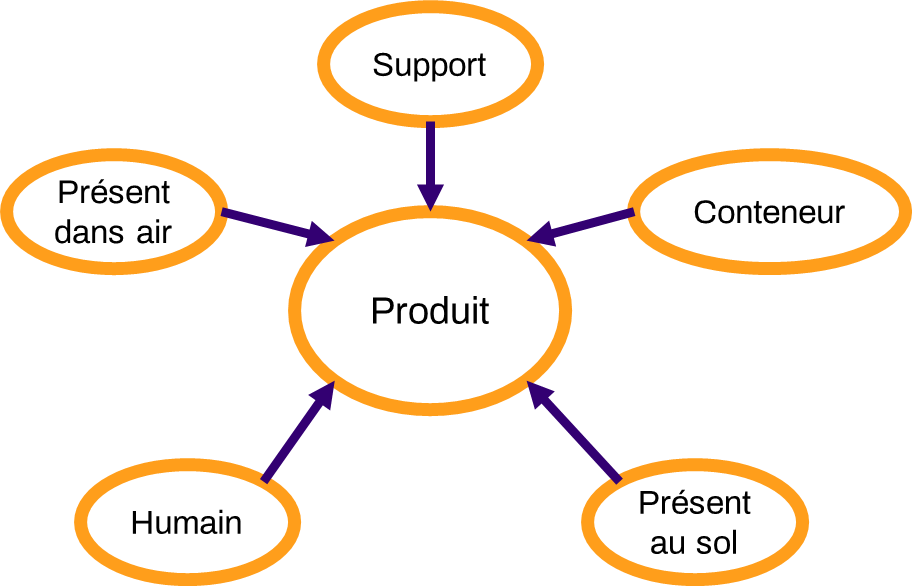 Support
Présent
dans air
Conteneur
Produit
Humain
Présent
au sol